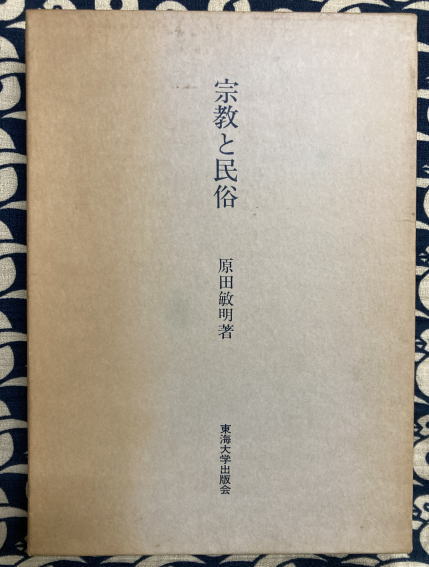 宗教と民俗
原田敏明著
東海大学出版会